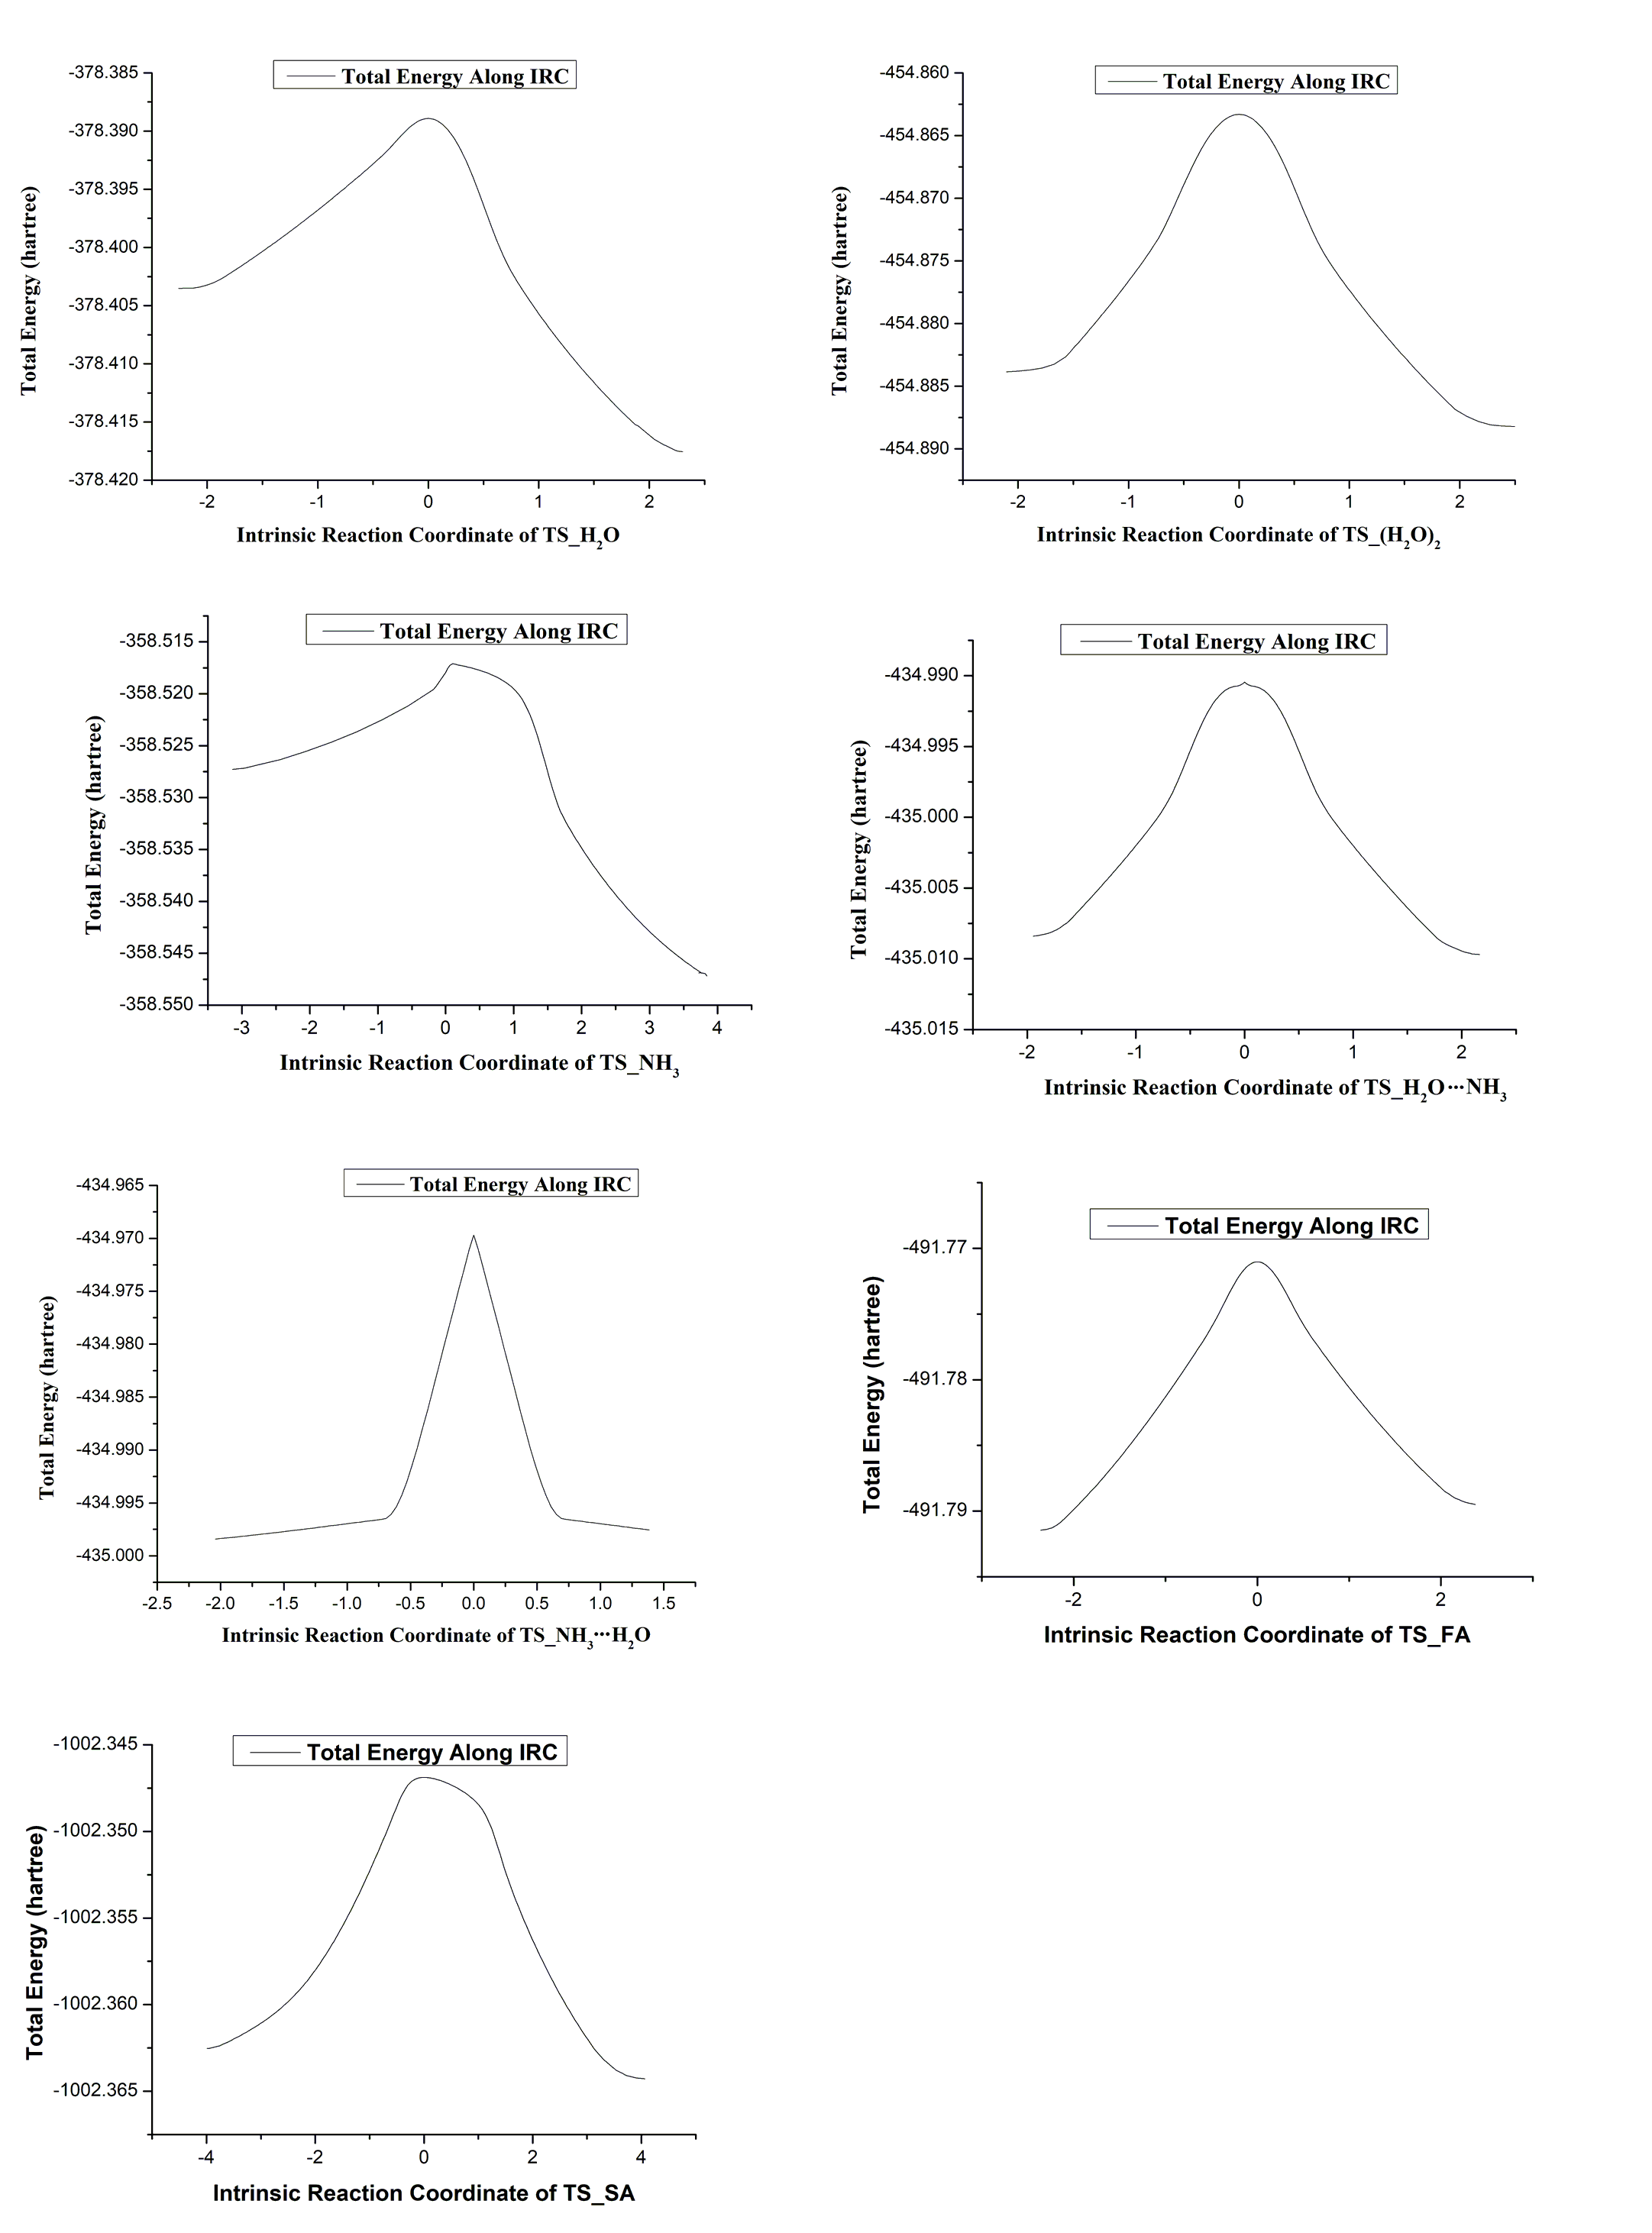 Total Energy Along IRC
Total Energy (hartree)
-378.385
-378.390
-378.395
-378.400
-378.405
-378.410
-378.415
-378.420
-2 -1 0 1 2
Intrinsic Reaction Coordinate of TS_H₂O
Total Energy Along IRC
Total Energy (hartree)
-454.860
-454.865
-454.870
-454.875
-454.880
-454.885
-454.890
-2 -1 0 1 2
Intrinsic Reaction Coordinate of TS_(H₂O)₂
Total Energy Along IRC
Total Energy (hartree)
-358.515
-358.520
-358.525
-358.530
-358.535
-358.540
-358.545
-358.550
-3 -2 -1 0 1 2 3 4
Intrinsic Reaction Coordinate of TS_NH₃
Total Energy Along IRC
Total Energy (hartree)
-434.990
-434.995
-435.000
-435.005
-435.010
-435.015
-2 -1 0 1 2
Intrinsic Reaction Coordinate of TS_H₂O···NH₃
Total Energy Along IRC
Total Energy (hartree)
-434.965
-434.970
-434.975
-434.980
-434.985
-434.990
-434.995
-435.000
-2.5 -2.0 -1.5 -1.0 -0.5 0.0 0.5 1.0 1.5
Intrinsic Reaction Coordinate of TS_NH₃···H₂O
Total Energy Along IRC
Total Energy (hartree)
-491.77
-491.78
-491.79
-2 0 2
Intrinsic Reaction Coordinate of TS_FA
Total Energy Along IRC
Total Energy (hartree)
-1002.345
-1002.350
-1002.355
-1002.360
-1002.365
-4 -2 0 2 4
Intrinsic Reaction Coordinate of TS_SA